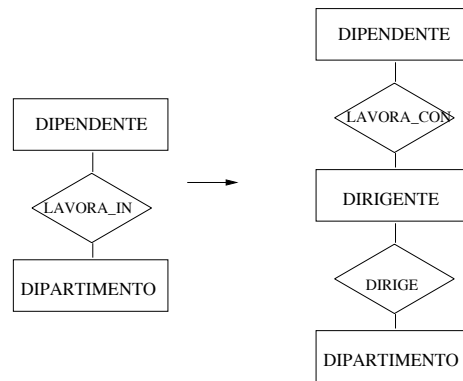 DIPENDENTE
LAVORA_IN
DIPARTIMENTO
DIPENDENTE
LAVORA_CON
DIRIGENTE
DIRIGE
DIPARTIMENTO